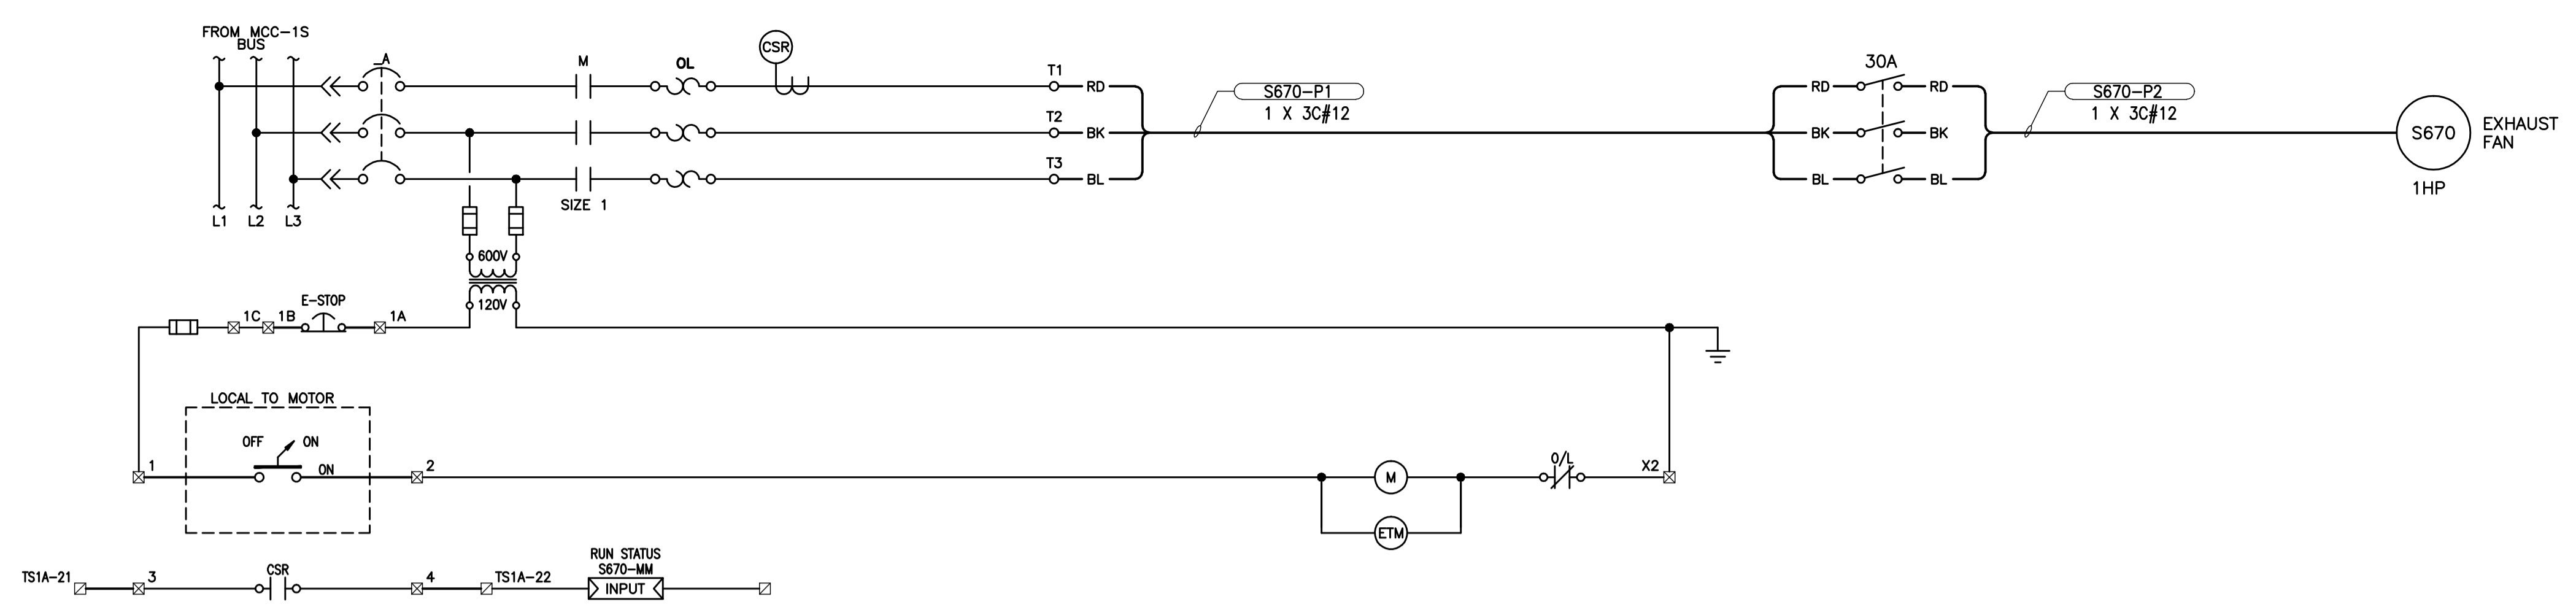 FROM MCC-1S
BUS
_A
M
OL
CSR
T1
RD
T2
BK
T3
BL
SIZE 1
L1
L2
L3
S670-P1
1 X 3C#12
30A
RD
RD
BK
BK
BL
BL
S670-P2
1 X 3C#12
S670
EXHAUST
FAN
1HP
600V
120V
E-STOP
1C
1B
1A
LOCAL TO MOTOR
OFF
ON
ON
1
2
M
O/L
X2
ETM
TS1A-21
3
CSR
4
TS1A-22
RUN STATUS
S670-MM
INPUT